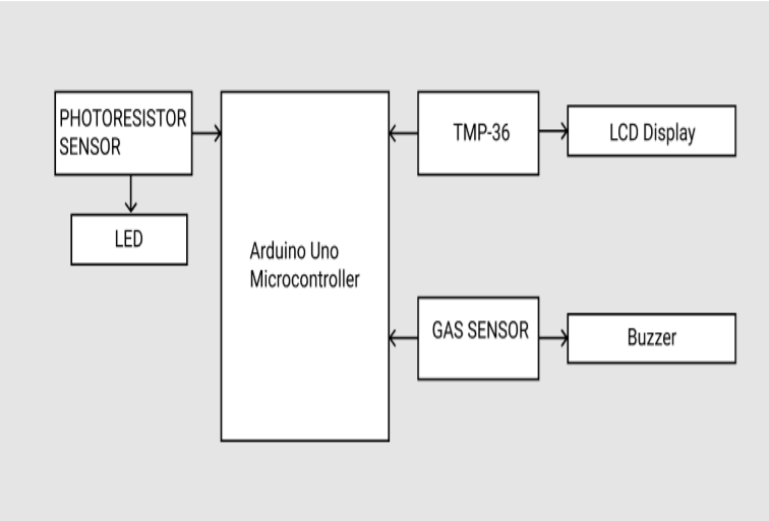 PHOTORESISTOR
SENSOR
LED
Arduino Uno
Microcontroller
TMP-36
LCD Display
GAS SENSOR
Buzzer